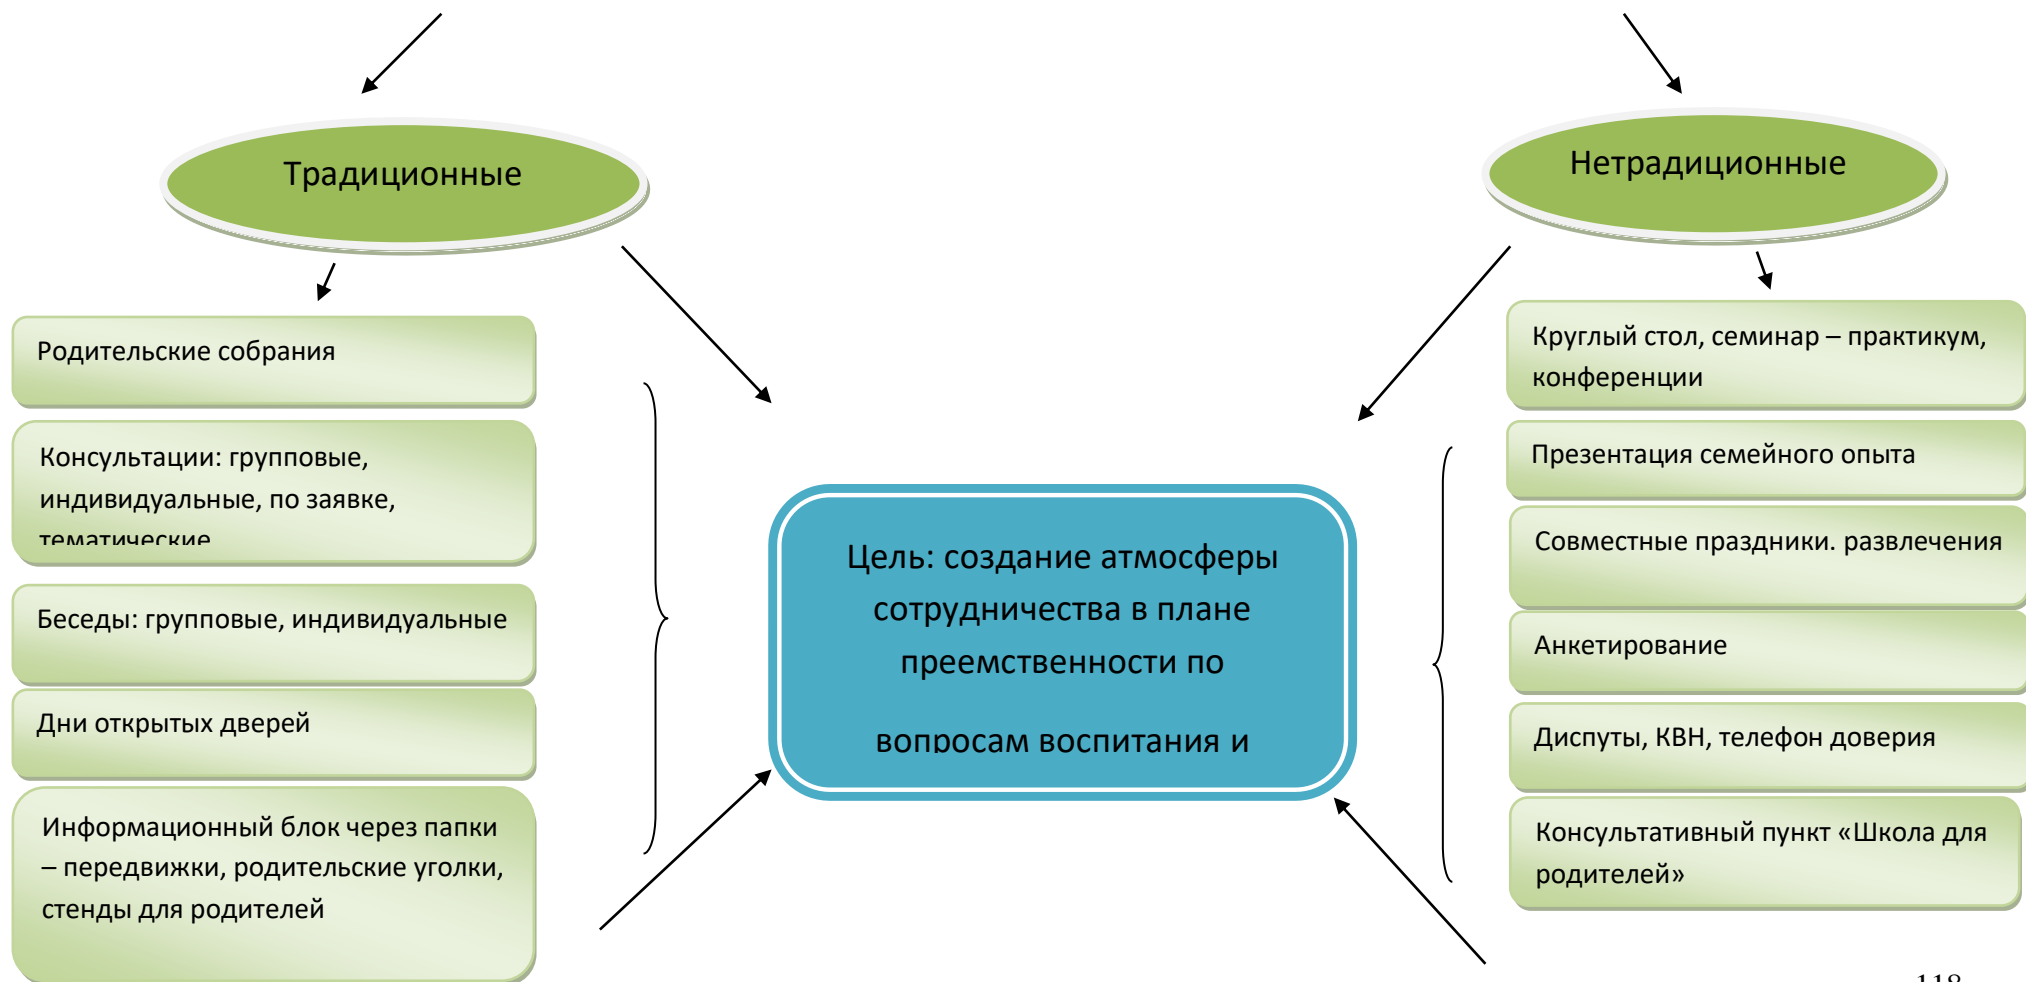 Традиционные
Нетрадиционные
Родительские собрания
Консультации: групповые,
индивидуальные, по заявке,
тематические
Беседы: групповые, индивидуальные
Дни открытых дверей
Информационный блок через папки
– передвижки, родительские уголки,
стенды для родителей
Цель: создание атмосферы
сотрудничества в плане
преемственности по
вопросам воспитания и
Круглый стол, семинар – практикум,
конференции
Презентация семейного опыта
Совместные праздники. развлечения
Анкетирование
Диспуты, КВН, телефон доверия
Консультативный пункт «Школа для
родителей»
118